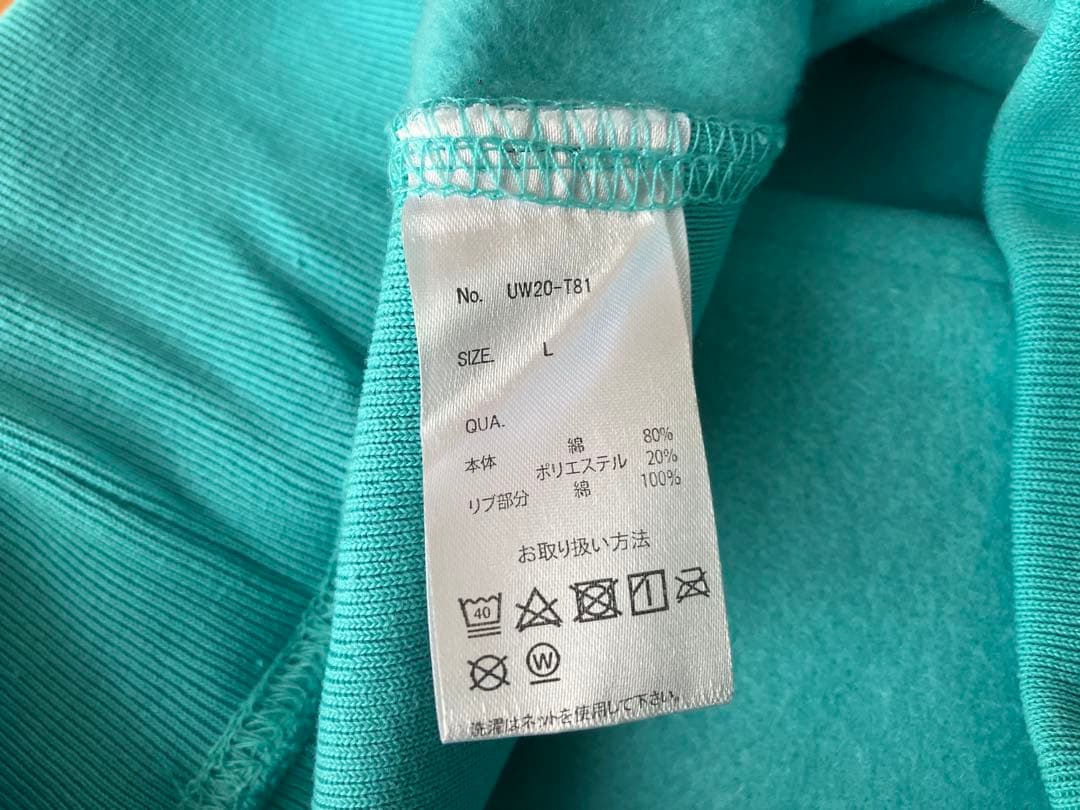 No. UW20-T81
SIZE. L
QUA.
本体 綿 80%
ポリエステル 20%
リブ部分 綿 100%
お取り扱い方法
40
W
洗濯はネットを使用して下さい。